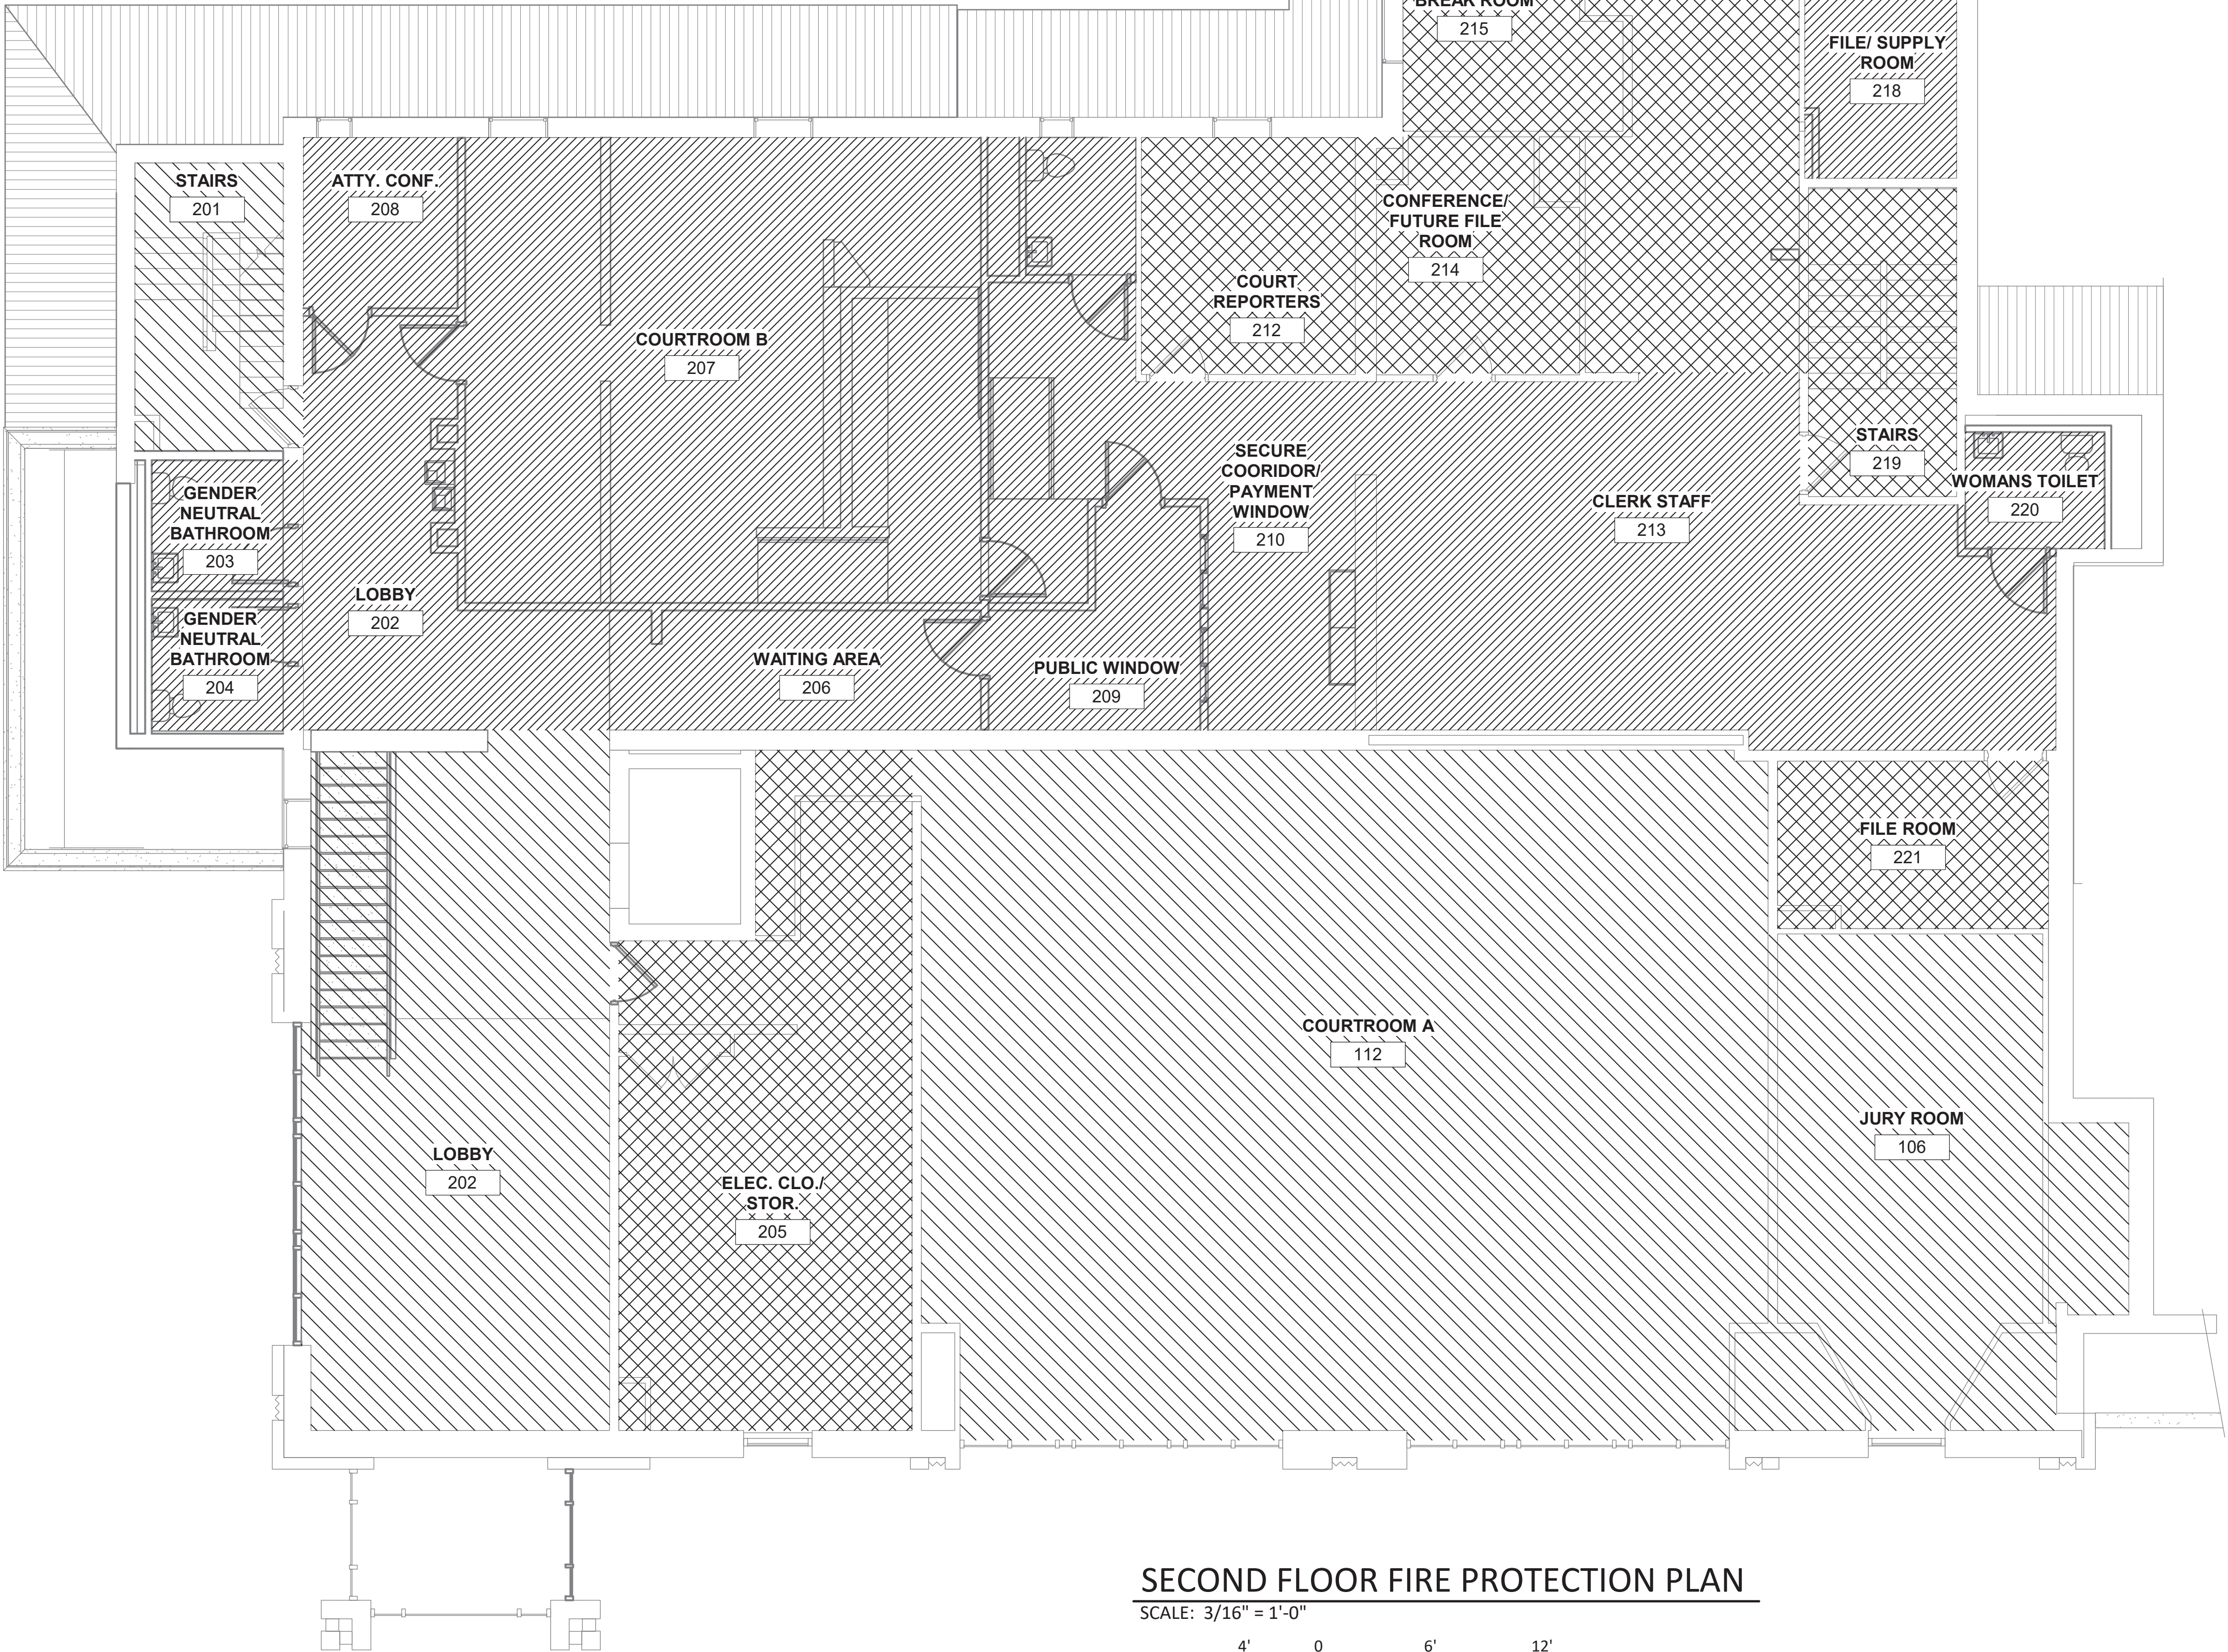 BREAK ROOM
215
FILE/ SUPPLY
ROOM
218
STAIRS
201
ATTY. CONF.
208
CONFERENCE/
FUTURE FILE
ROOM
214
COURT
REPORTERS
212
COURTROOM B
207
STAIRS
219
SECURE
COORIDOR/
PAYMENT
WINDOW
210
CLERK STAFF
213
WOMANS TOILET
220
GENDER
NEUTRAL
BATHROOM
203
LOBBY
202
GENDER
NEUTRAL
BATHROOM
204
WAITING AREA
206
PUBLIC WINDOW
209
FILE ROOM
221
COURTROOM A
112
JURY ROOM
106
LOBBY
202
ELEC. CLO./
STOR.
205
SECOND FLOOR FIRE PROTECTION PLAN
SCALE: 3/16" = 1'-0"
4' 0 6' 12'